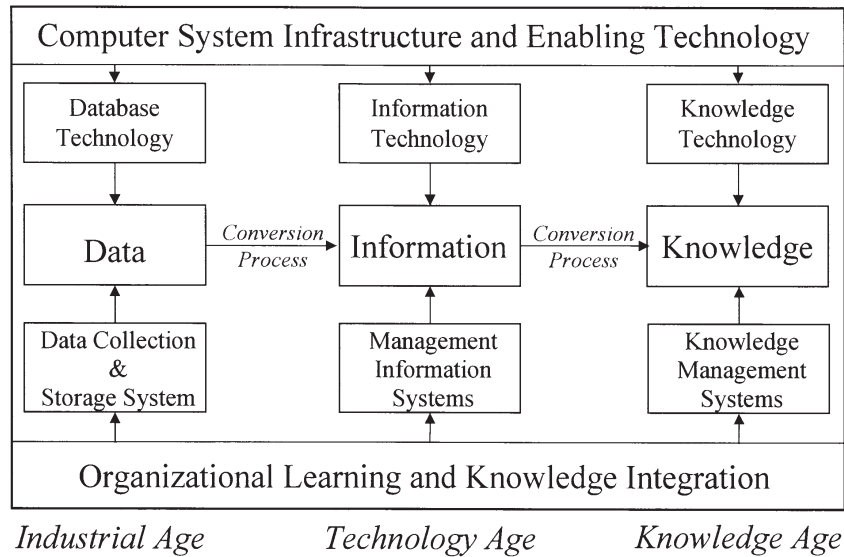 Computer System Infrastructure and Enabling Technology
Database
Technology
Information
Technology
Knowledge
Technology
Data
Conversion
Process
Information
Conversion
Process
Knowledge
Data Collection
&
Storage System
Management
Information
Systems
Knowledge
Management
Systems
Organizational Learning and Knowledge Integration
Industrial Age
Technology Age
Knowledge Age